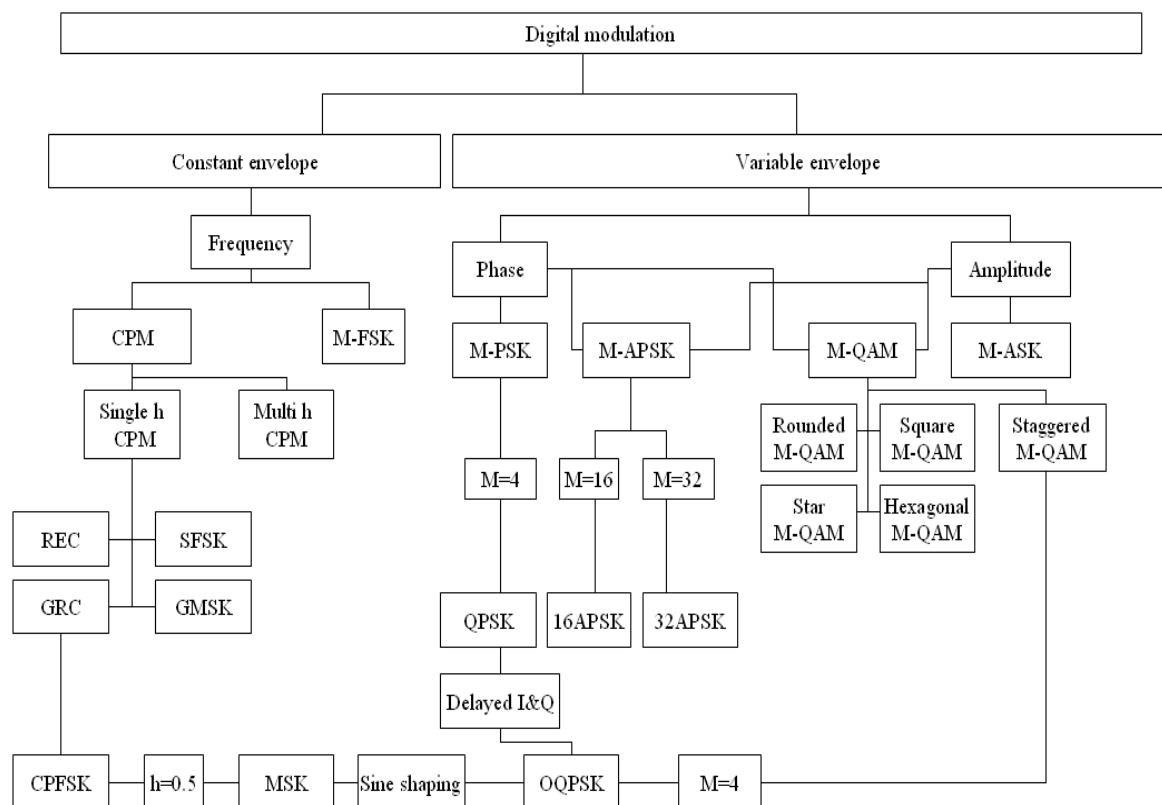 Digital modulation
Constant envelope
Variable envelope
Frequency
Phase
Amplitude
CPM
M-FSK
M-PSK
M-APSK
M-QAM
M-ASK
Single h
CPM
Multi h
CPM
Rounded
M-QAM
Square
M-QAM
Staggered
M-QAM
M=4
M=16
M=32
Star
M-QAM
Hexagonal
M-QAM
REC
SFSK
GRC
GMSK
QPSK
16APSK
32APSK
Delayed I&Q
CPFSK
h=0.5
MSK
Sine shaping
OQPSK
M=4